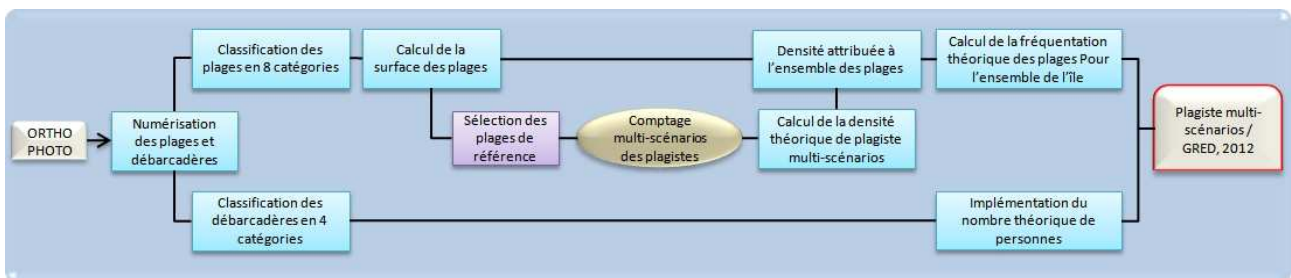 ORTHO
PHOTO
Numérisation
des plages et
débarcadères
Classification des
plages en 8 catégories
Calcul de la
surface des plages
Sélection des
plages de
référence
Comptage
multi-scénarios
des plagistes
Densité attribuée à
l'ensemble des plages
Calcul de la densité
théorique de plagiste
multi-scénarios
Calcul de la fréquentation
théorique des plages Pour
l'ensemble de l'île
Classification des
débarcadères en 4
catégories
Implémentation du
nombre théorique de
personnes
Plagiste multi-
scénarios /
GRED, 2012